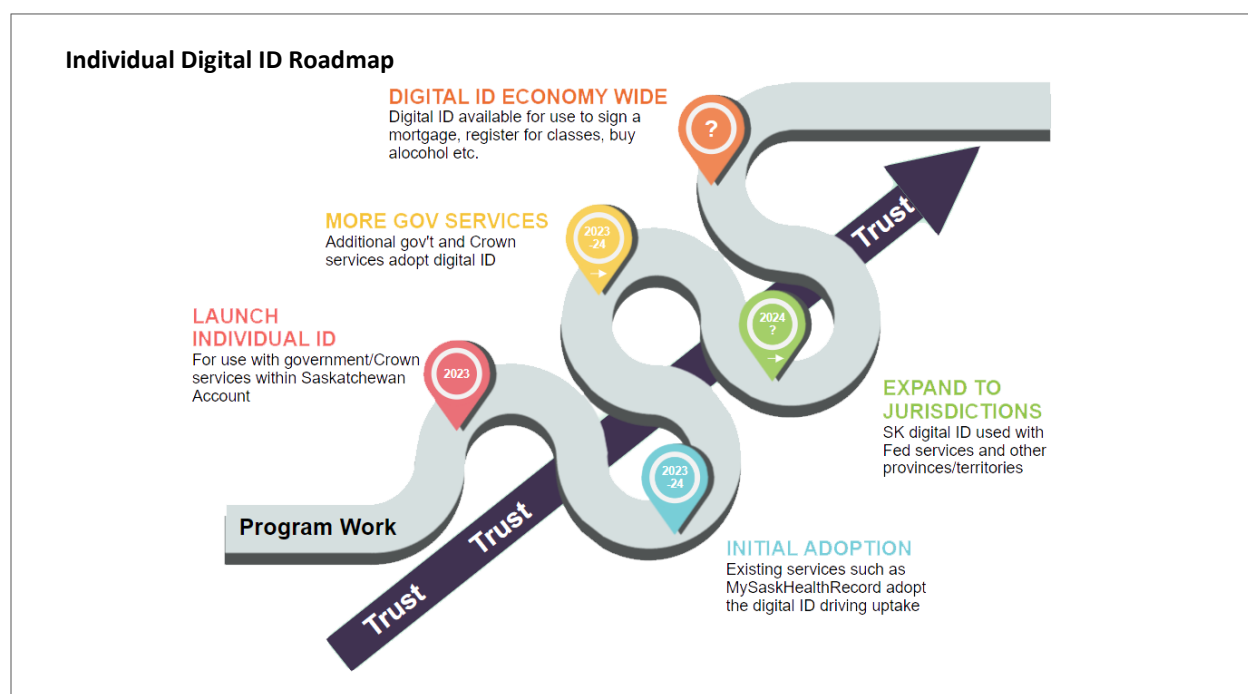 Individual Digital ID Roadmap
DIGITAL ID ECONOMY WIDE
Digital ID available for use to sign a
mortgage, register for classes, buy
alocohol etc.
?
MORE GOV SERVICES
Additional gov't and Crown
services adopt digital ID
2023
-24
LAUNCH
INDIVIDUAL ID
For use with government/Crown
services within Saskatchewan
Account
2023
2024
?
EXPAND TO
JURISDICTIONS
SK digital ID used with
Fed services and other
provinces/territories
2023
-24
INITIAL ADOPTION
Existing services such as
MySaskHealthRecord adopt
the digital ID driving uptake
Program Work
Trust
Trust
Trust